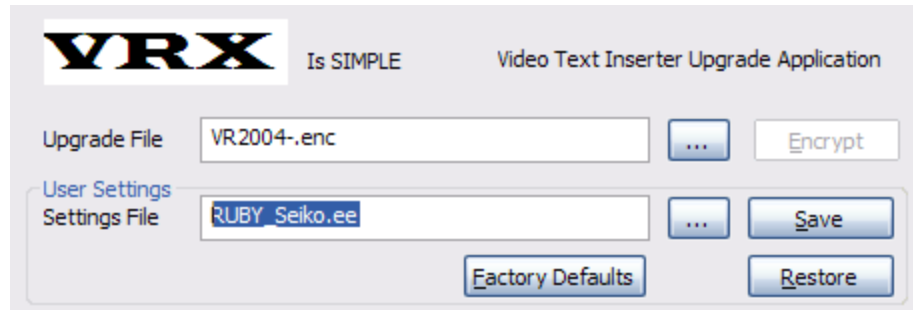 VRX Is SIMPLE Video Text Inserter Upgrade Application
Upgrade File VR2004-.enc ... Encrypt
User Settings
Settings File RUBY_Seiko.ee ... Save
Factory Defaults Restore